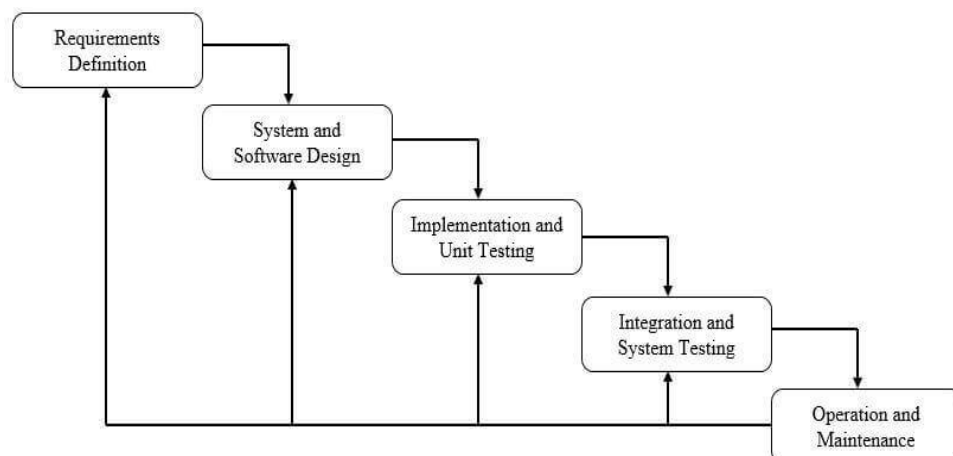 Requirements
Definition
System and
Software Design
Implementation and
Unit Testing
Integration and
System Testing
Operation and
Maintenance